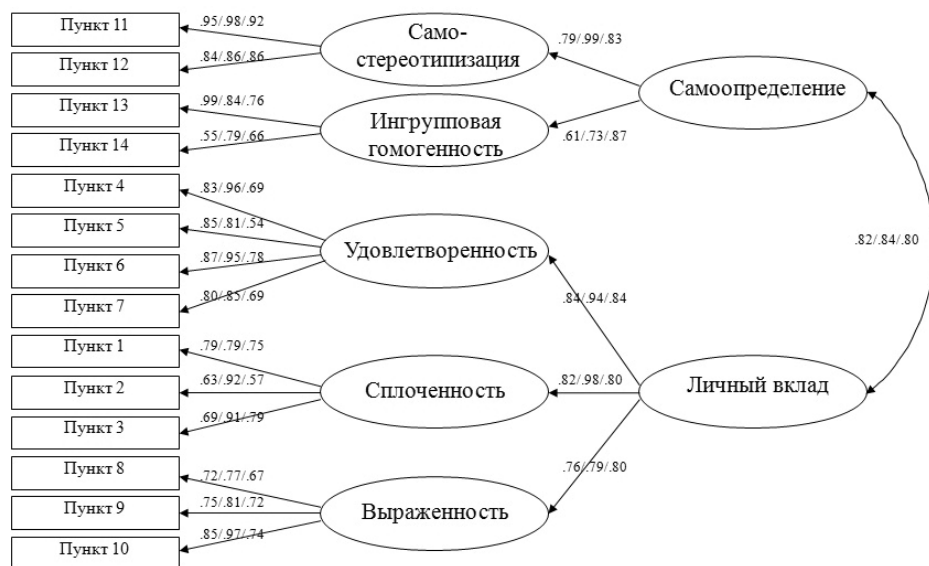 Пункт 11
.95/.98/.92
Само-
стереотипизация
Пункт 12
.84/.86/.86
.79/.99/.83
Самоопределение
Пункт 13
.99/.84/.76
Ингрупповая
гомогенность
Пункт 14
.55/.79/.66
.61/.73/.87
Пункт 4
.83/.96/.69
Пункт 5
.85/.81/.54
Удовлетворенность
.82/.84/.80
Пункт 6
.87/.95/.78
Пункт 7
.80/.85/.69
.84/.94/.84
Пункт 1
.79/.79/.75
Пункт 2
.63/.92/.57
Сплоченность
.82/.98/.80
Личный вклад
Пункт 3
.69/.91/.79
Пункт 8
.72/.77/.67
.76/.79/.80
Пункт 9
.75/.81/.72
Выраженность
Пункт 10
.85/.97/.74